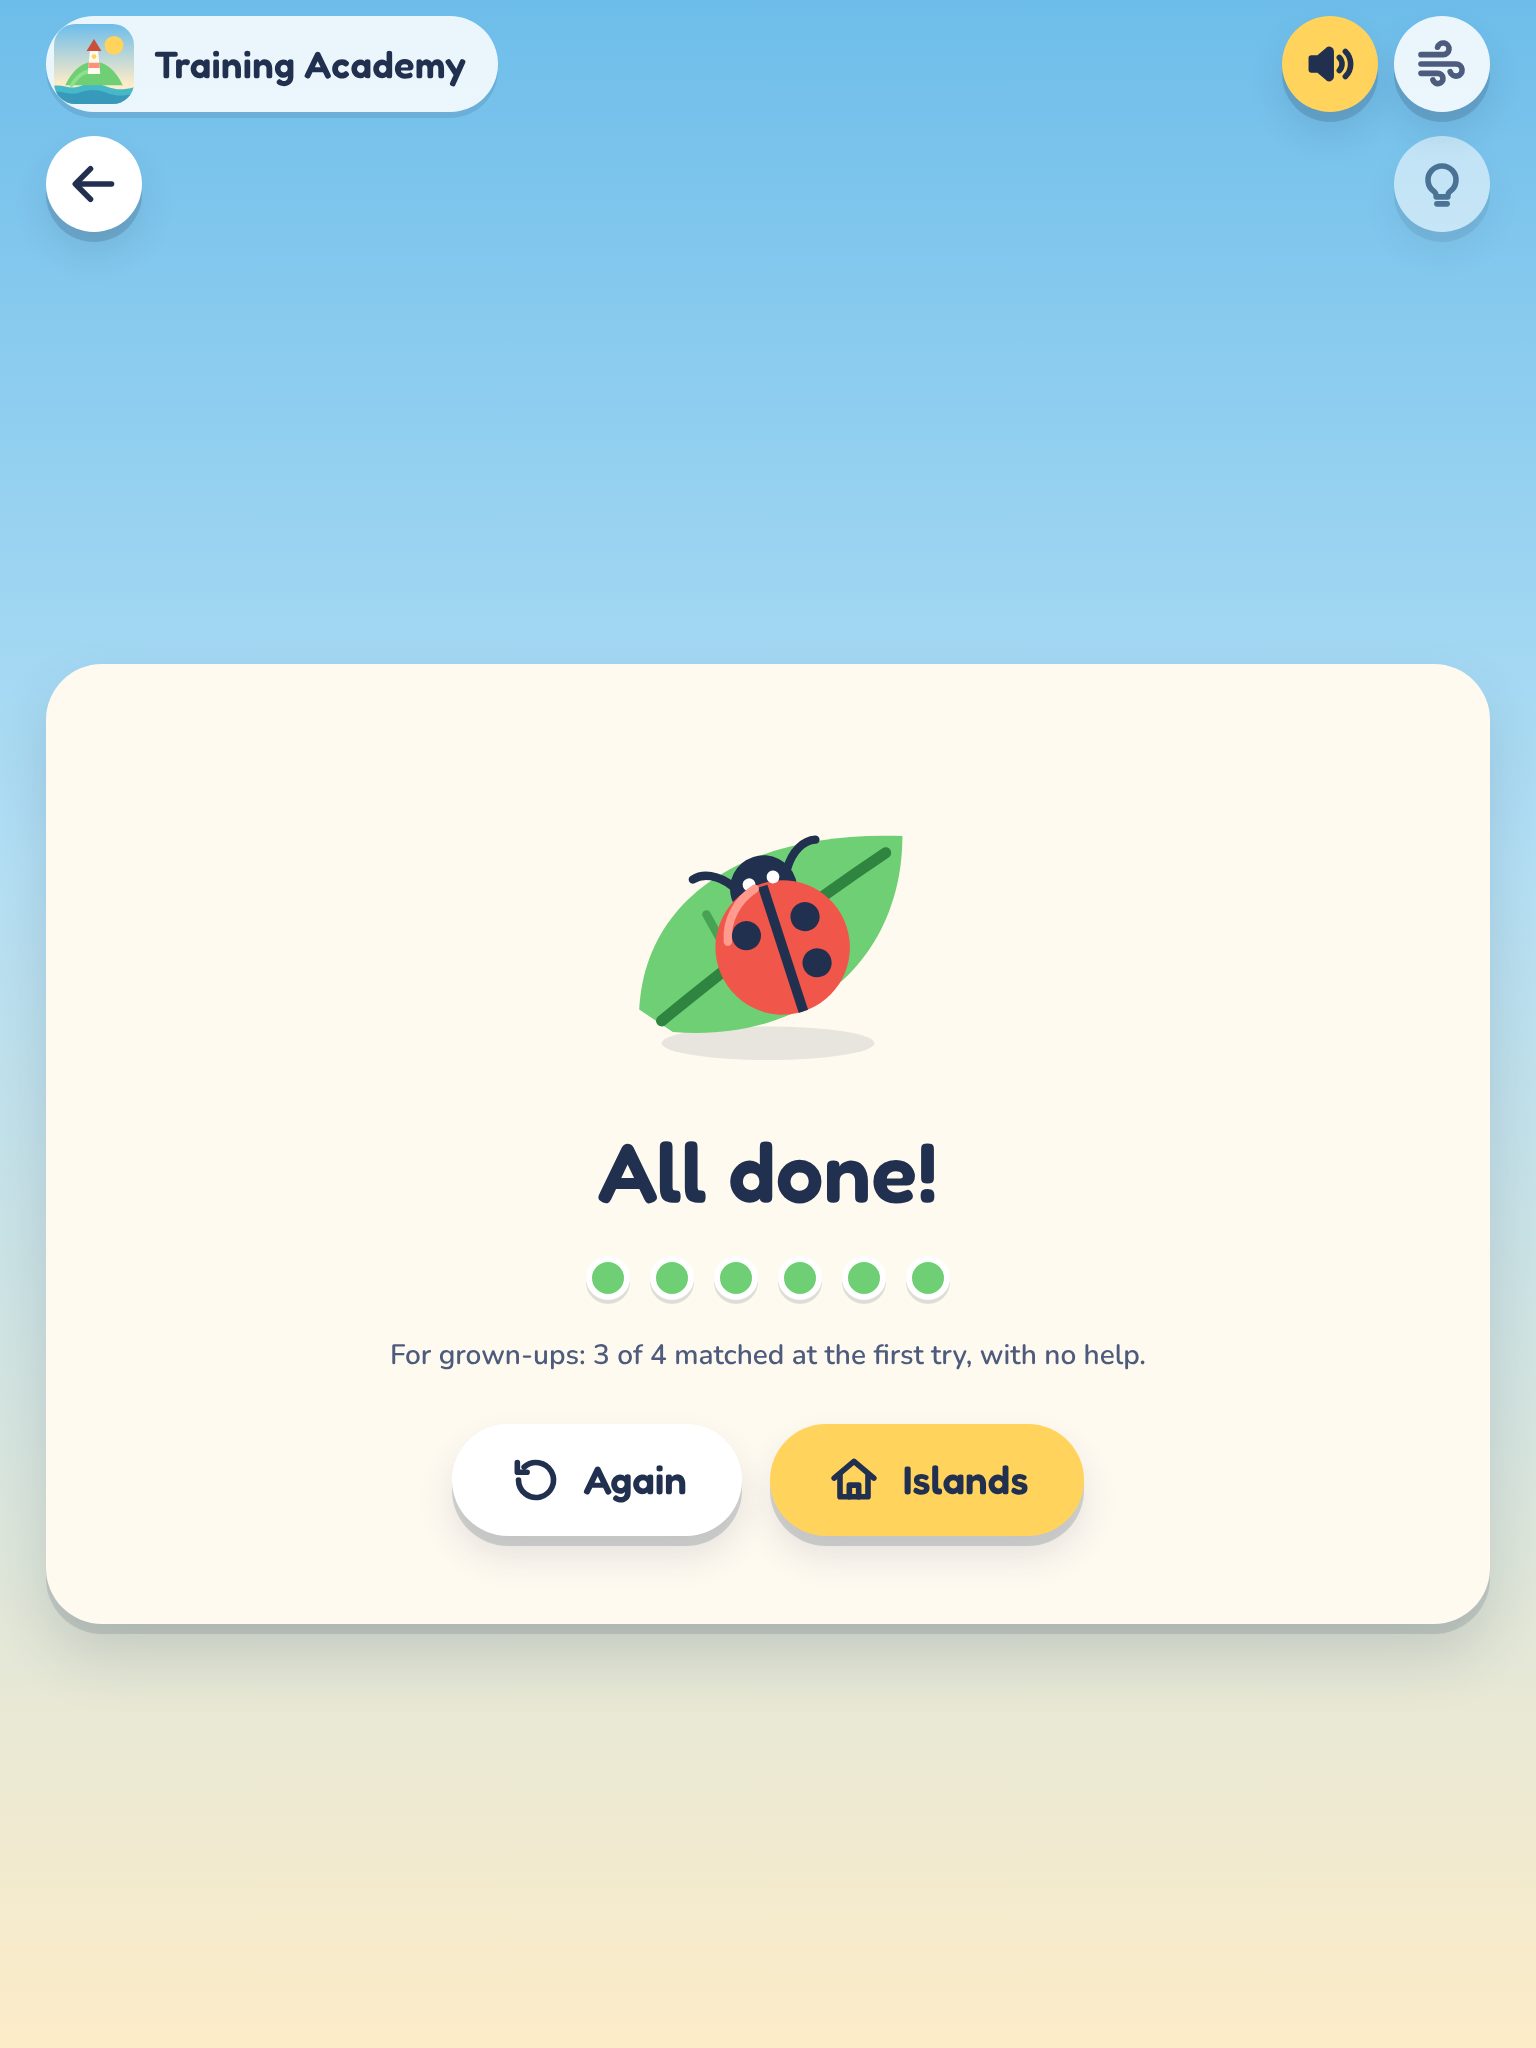 Training Academy
All done!
For grown-ups: 3 of 4 matched at the first try, with no help.
Again
Islands